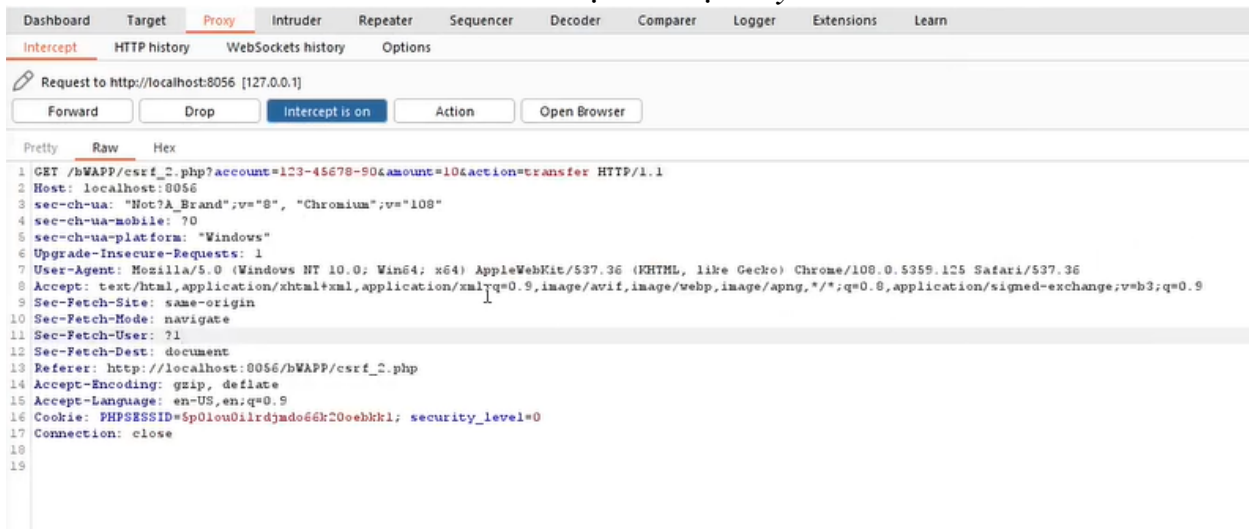 Dashboard Target Proxy Intruder Repeater Sequencer Decoder Comparer Logger Extensions Learn
Intercept HTTP history WebSockets history Options
Request to http://localhost:8056 [127.0.0.1]
Forward Drop Intercept is on Action Open Browser
Pretty Raw Hex
1 GET /bWAPP/csrf_2.php?account=123-45678-90&amount=10&action=transfer HTTP/1.1
2 Host: localhost:8056
3 sec-ch-ua: "Not?A_Brand";v="8", "Chromium";v="108"
4 sec-ch-ua-mobile: ?0
5 sec-ch-ua-platform: "Windows"
6 Upgrade-Insecure-Requests: 1
7 User-Agent: Mozilla/5.0 (Windows NT 10.0; Win64; x64) AppleWebKit/537.36 (KHTML, like Gecko) Chrome/108.0.5359.125 Safari/537.36
8 Accept: text/html,application/xhtml+xml,application/xml;q=0.9,image/avif,image/webp,image/apng,*/*;q=0.8,application/signed-exchange;v=b3;q=0.9
9 Sec-Fetch-Site: same-origin
10 Sec-Fetch-Mode: navigate
11 Sec-Fetch-User: ?1
12 Sec-Fetch-Dest: document
13 Referer: http://localhost:8056/bWAPP/csrf_2.php
14 Accept-Encoding: gzip, deflate
15 Accept-Language: en-US,en;q=0.9
16 Cookie: security_level=0
17 Connection: close
18
19